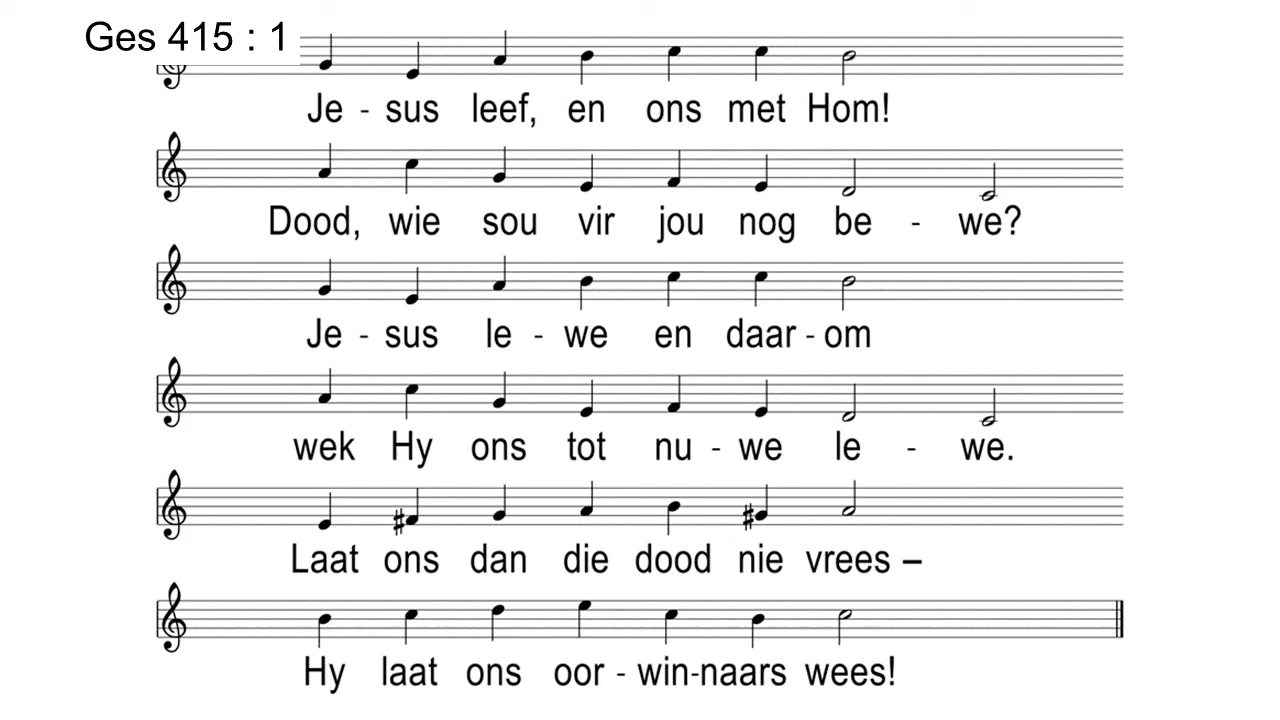 Ges 415 : 1
Je - sus leef, en ons met Hom!
Dood, wie sou vir jou nog be - we?
Je - sus le - we en daar - om
wek Hy ons tot nu - we le - we.
Laat ons dan die dood nie vrees –
Hy laat ons oor - win-naars wees!